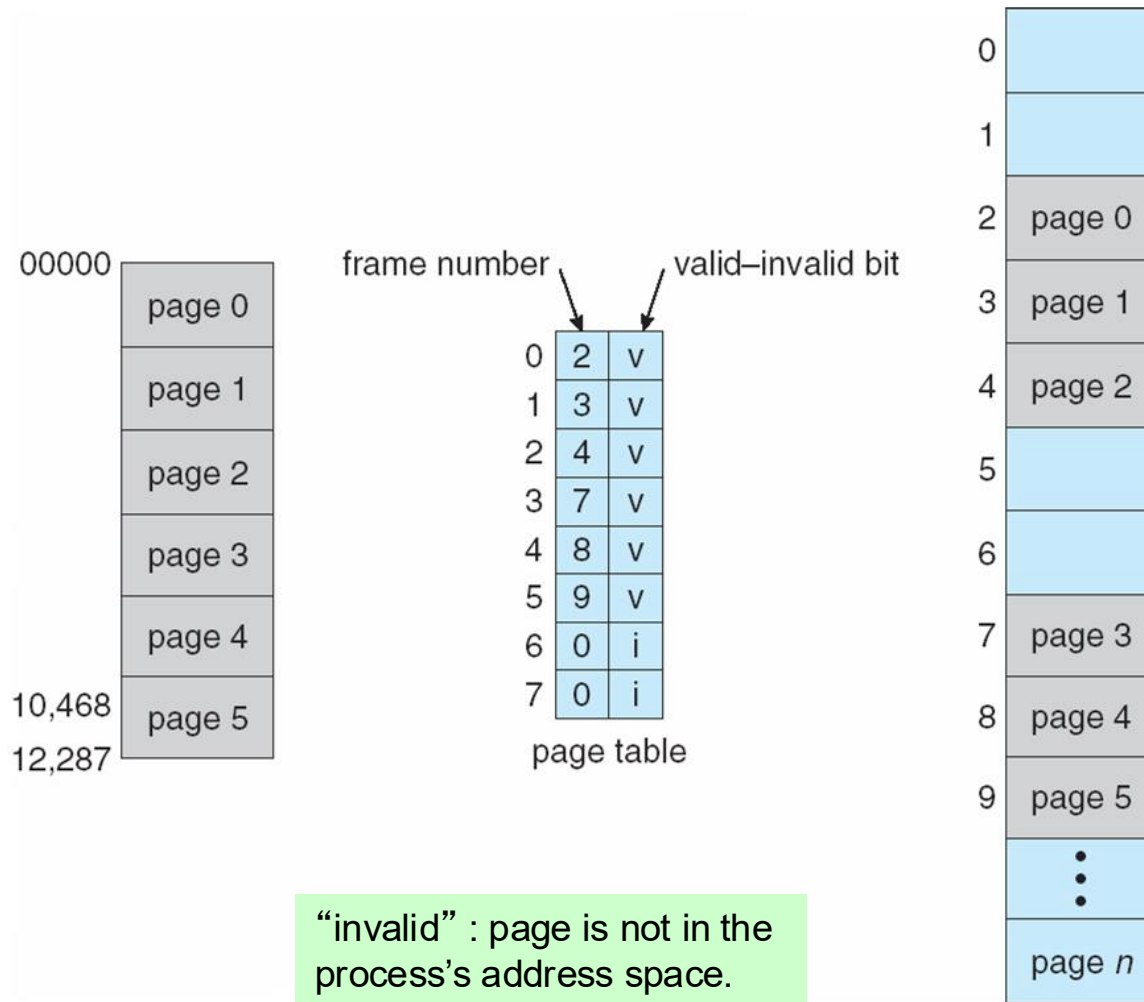 00000
page 0
page 1
page 2
page 3
page 4
10,468
page 5
12,287
frame number
valid–invalid bit
0 2 v
1 3 v
2 4 v
3 7 v
4 8 v
5 9 v
6 0 i
7 0 i
page table
0
1
2 page 0
3 page 1
4 page 2
5
6
7 page 3
8 page 4
9 page 5
page n
“invalid” : page is not in the
process’s address space.